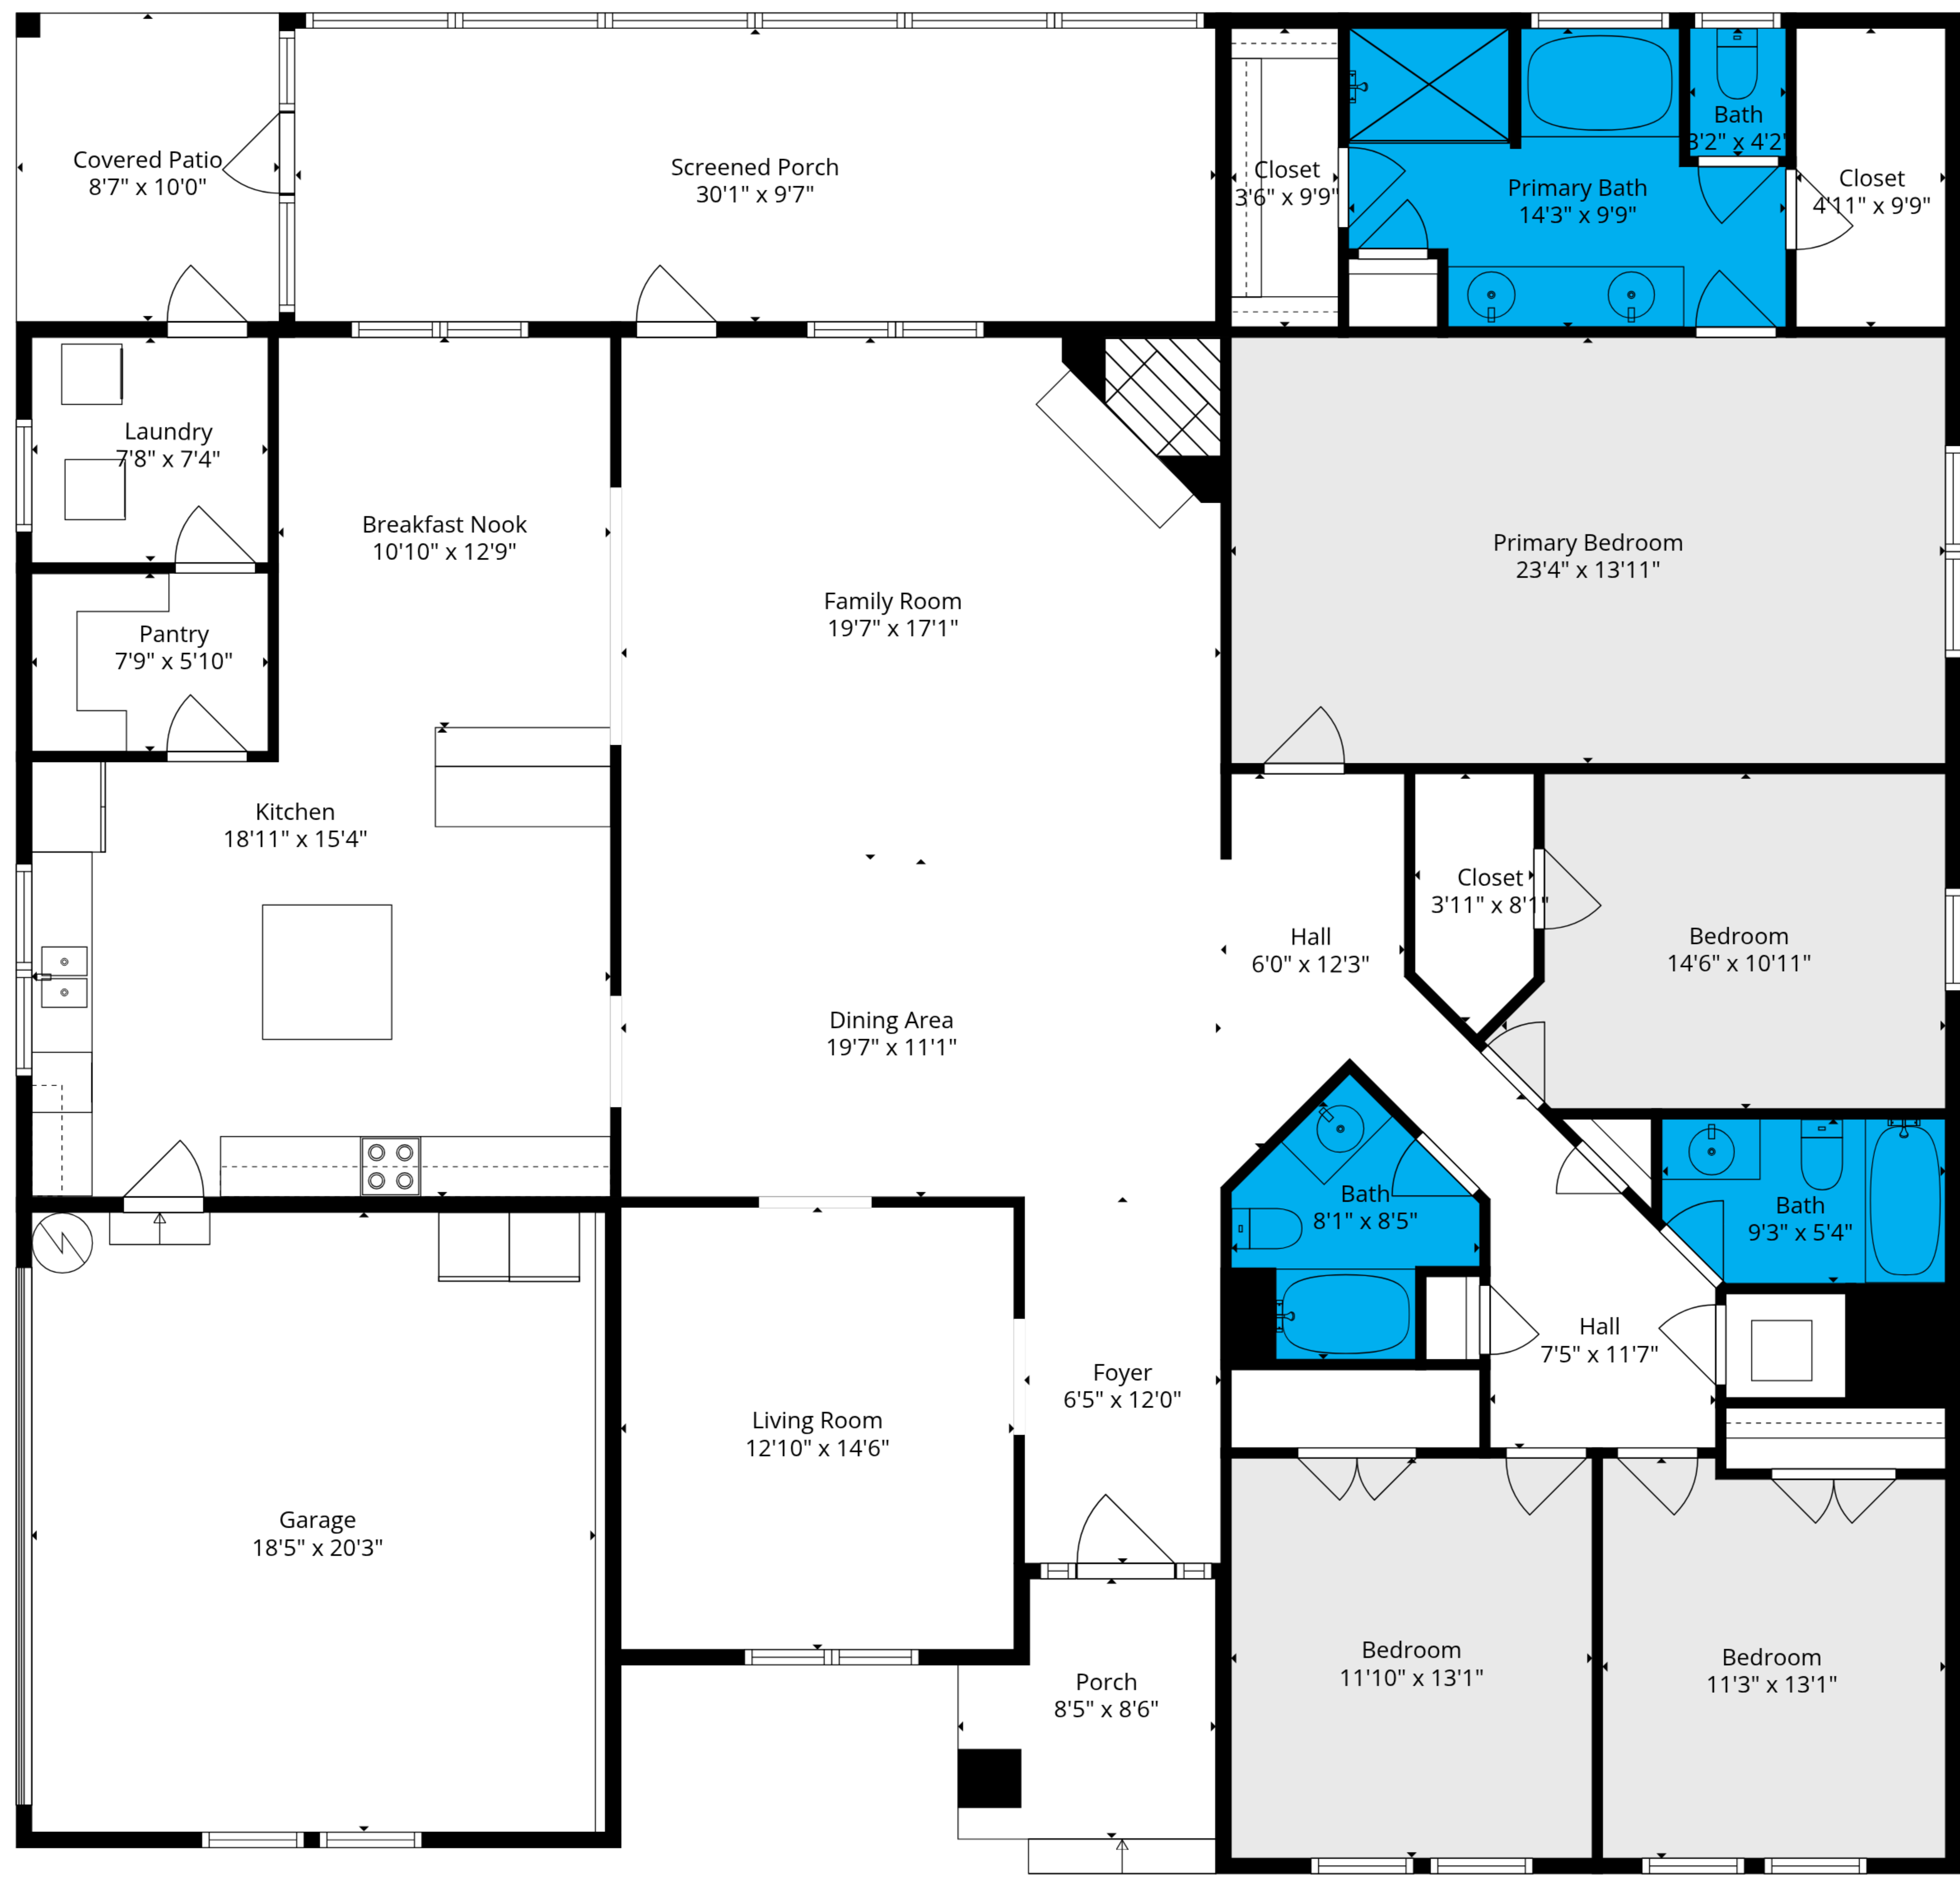 Covered Patio
8'7" x 10'0"
Screened Porch
30'1" x 9'7"
Closet
3'6" x 9'9"
Primary Bath
14'3" x 9'9"
Bath
3'2" x 4'2"
Closet
4'11" x 9'9"
Laundry
7'8" x 7'4"
Breakfast Nook
10'10" x 12'9"
Family Room
19'7" x 17'1"
Primary Bedroom
23'4" x 13'11"
Pantry
7'9" x 5'10"
Kitchen
18'11" x 15'4"
Closet
3'11" x 8'1"
Hall
6'0" x 12'3"
Bedroom
14'6" x 10'11"
Dining Area
19'7" x 11'1"
Bath
8'1" x 8'5"
Bath
9'3" x 5'4"
Hall
7'5" x 11'7"
Foyer
6'5" x 12'0"
Living Room
12'10" x 14'6"
Garage
18'5" x 20'3"
Porch
8'5" x 8'6"
Bedroom
11'10" x 13'1"
Bedroom
11'3" x 13'1"